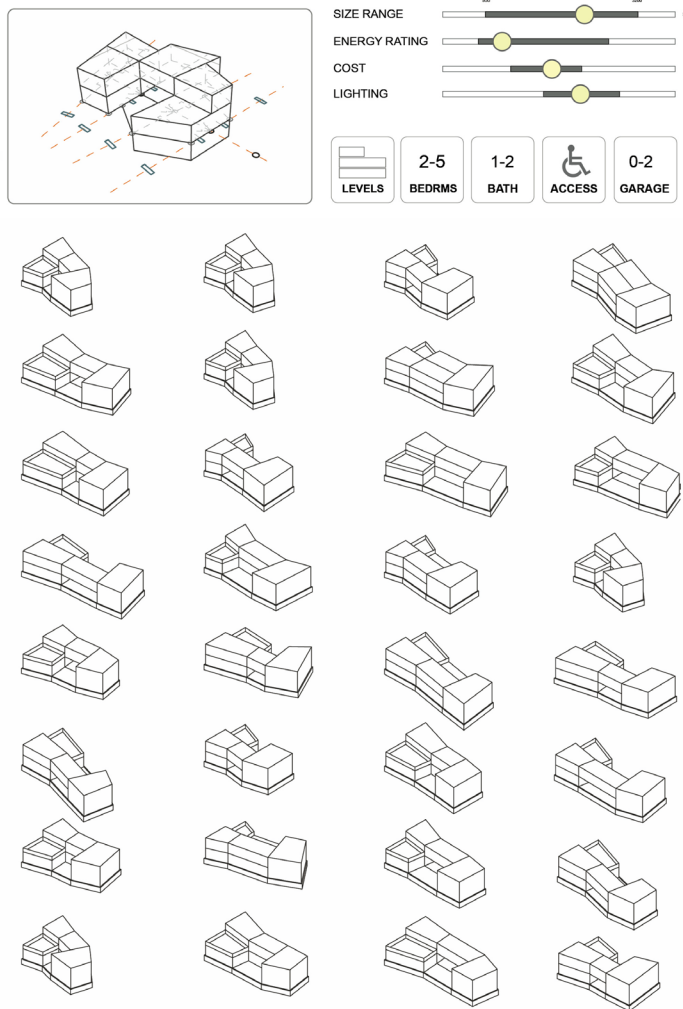 SIZE RANGE
ENERGY RATING
COST
LIGHTING
2-5
1-2
0-2
LEVELS
BEDRMS
BATH
ACCESS
GARAGE